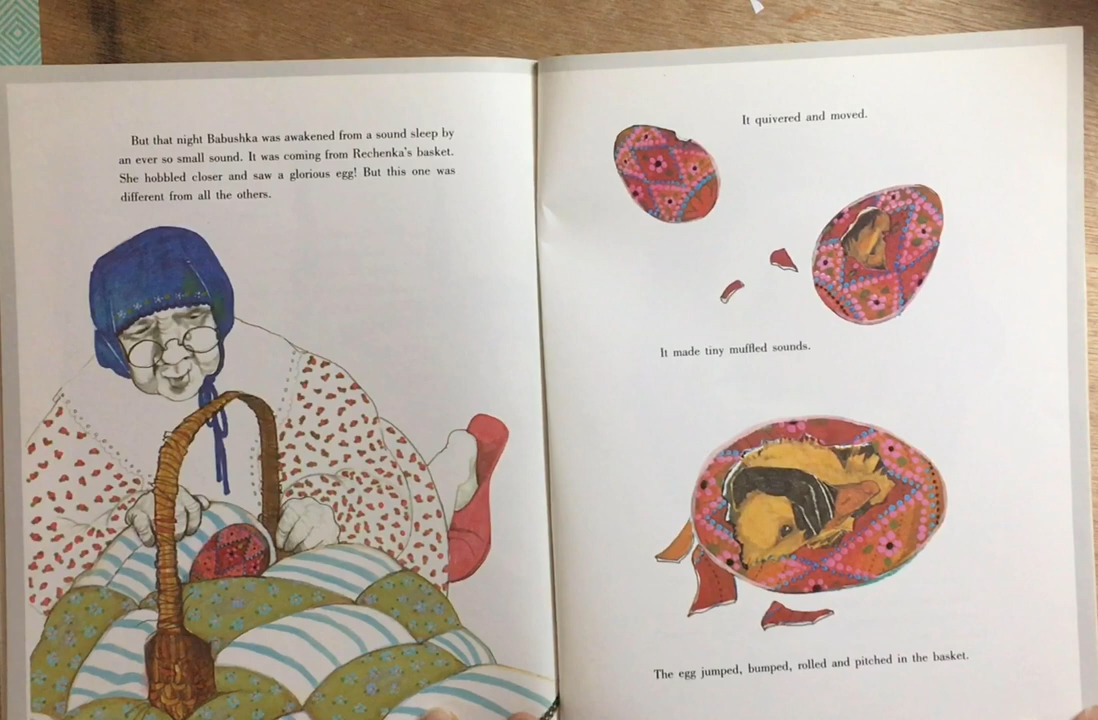 But that night Babushka was awakened from a sound sleep by
an ever so small sound. It was coming from Rechenka's basket.
She hobbled closer and saw a glorious egg! But this one was
different from all the others.
It quivered and moved.
It made tiny muffled sounds.
The egg jumped, bumped, rolled and pitched in the basket.